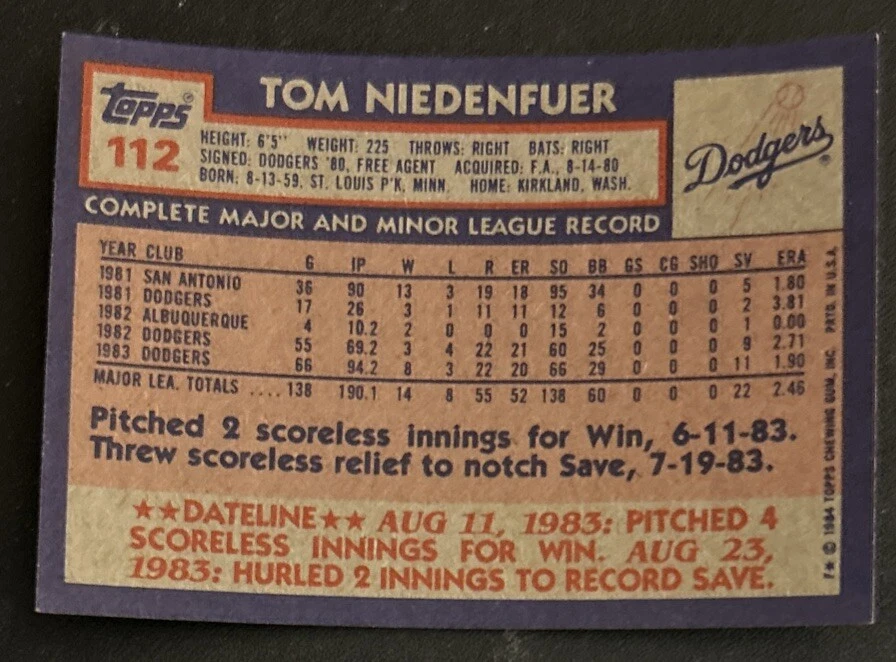 Topps
112
TOM NIEDENFUER
HEIGHT: 6'5" WEIGHT: 225 THROWS: RIGHT BATS: RIGHT
SIGNED: DODGERS '80, FREE AGENT ACQUIRED: F.A., 8-14-80
BORN: 8-13-59, ST. LOUIS P'K, MINN. HOME: KIRKLAND, WASH.
Dodgers®
COMPLETE MAJOR AND MINOR LEAGUE RECORD
YEAR CLUB G IP W L R ER SO BB GS CG SHO SV ERA
1981 SAN ANTONIO 36 90 13 3 19 18 95 34 0 0 0 5 1.80
1981 DODGERS 17 26 3 1 11 11 12 6 0 0 0 2 3.81
1982 ALBUQUERQUE 4 10.2 2 0 0 0 15 2 0 0 0 1 0.00
1982 DODGERS 55 69.2 3 4 22 21 60 25 0 0 0 9 2.71
1983 DODGERS 66 94.2 8 3 22 20 66 29 0 0 0 11 1.90
MAJOR LEA. TOTALS .... 138 190.1 14 8 55 52 138 60 0 0 0 22 2.46
Pitched 2 scoreless innings for Win, 6-11-83.
Threw scoreless relief to notch Save, 7-19-83.
★★DATELINE★★ AUG 11, 1983: PITCHED 4
SCORELESS INNINGS FOR WIN. AUG 23,
1983: HURLED 2 INNINGS TO RECORD SAVE.
F★ © 1984 TOPPS CHEWING GUM, INC. PRTD. IN U.S.A.